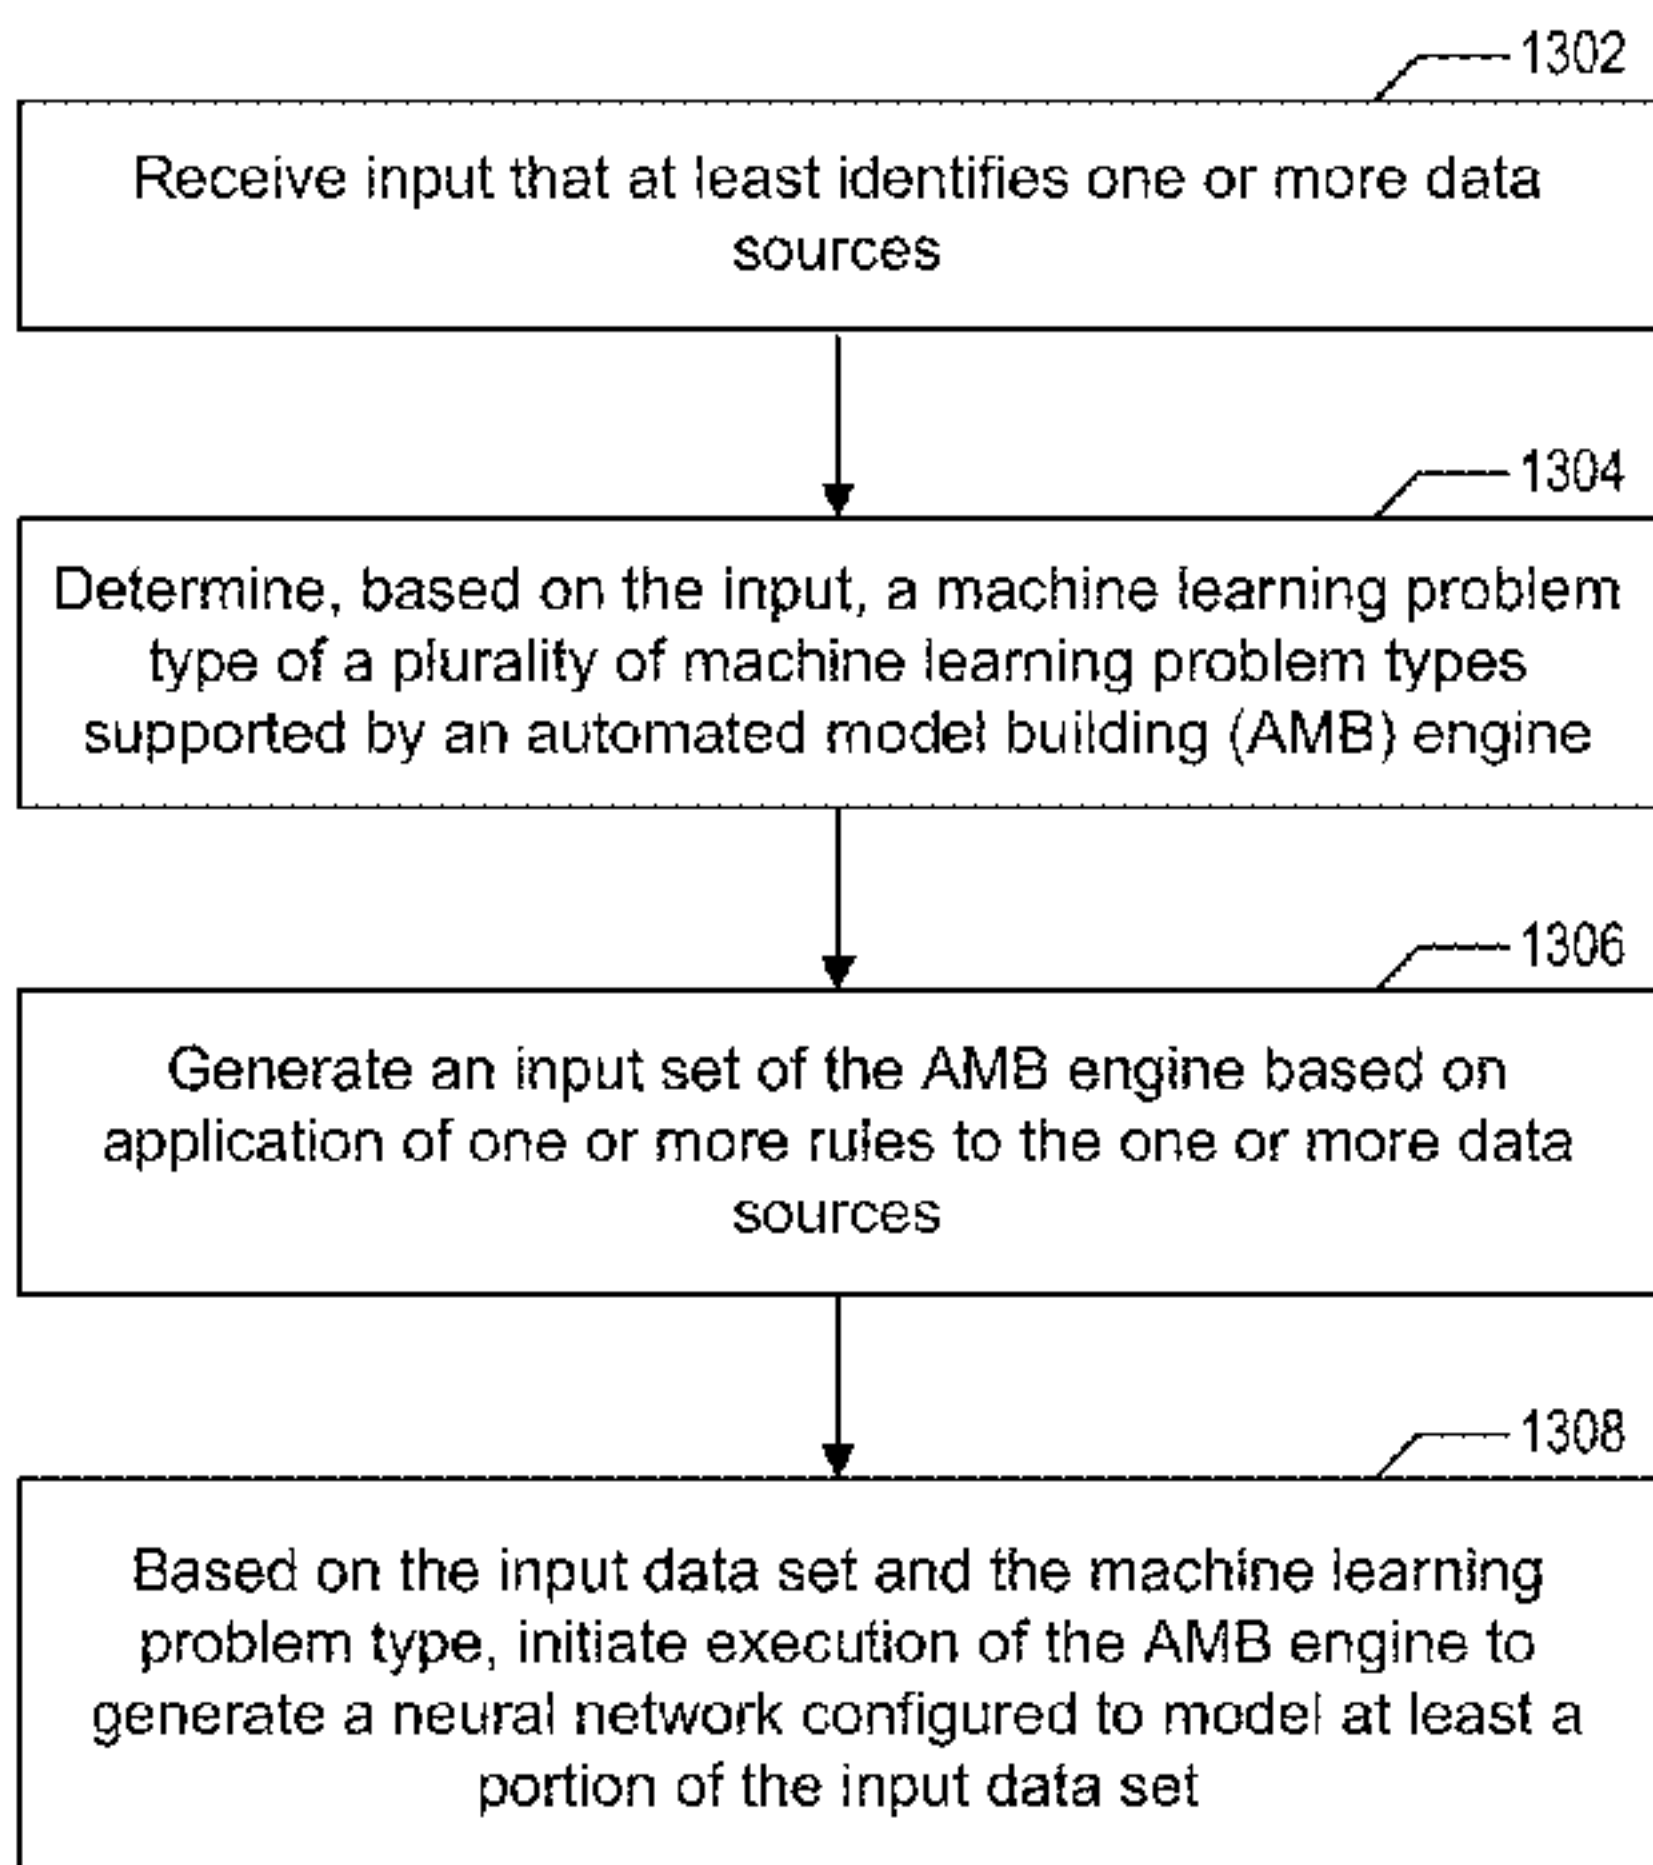 1302
Receive input that at least identifies one or more data
sources
1304
Determine, based on the input, a machine learning problem
type of a plurality of machine learning problem types
supported by an automated model building (AMB) engine
1306
Generate an input set of the AMB engine based on
application of one or more rules to the one or more data
sources
1308
Based on the input data set and the machine learning
problem type, initiate execution of the AMB engine to
generate a neural network configured to model at least a
portion of the input data set